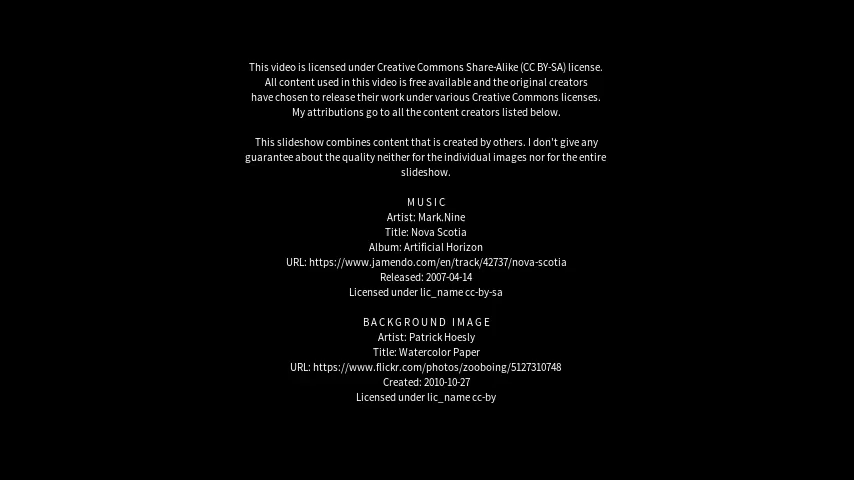 This video is licensed under Creative Commons Share-Alike (CC BY-SA) license.
All content used in this video is free available and the original creators
have chosen to release their work under various Creative Commons licenses.
My attributions go to all the content creators listed below.
This slideshow combines content that is created by others. I don't give any
guarantee about the quality neither for the individual images nor for the entire
slideshow.
MUSIC
Artist: Mark.Nine
Title: Nova Scotia
Album: Artificial Horizon
URL: https://www.jamendo.com/en/track/42737/nova-scotia
Released: 2007-04-14
Licensed under lic_name cc-by-sa
BACKGROUND IMAGE
Artist: Patrick Hoesly
Title: Watercolor Paper
URL: https://www.flickr.com/photos/zooboing/5127310748
Created: 2010-10-27
Licensed under lic_name cc-by